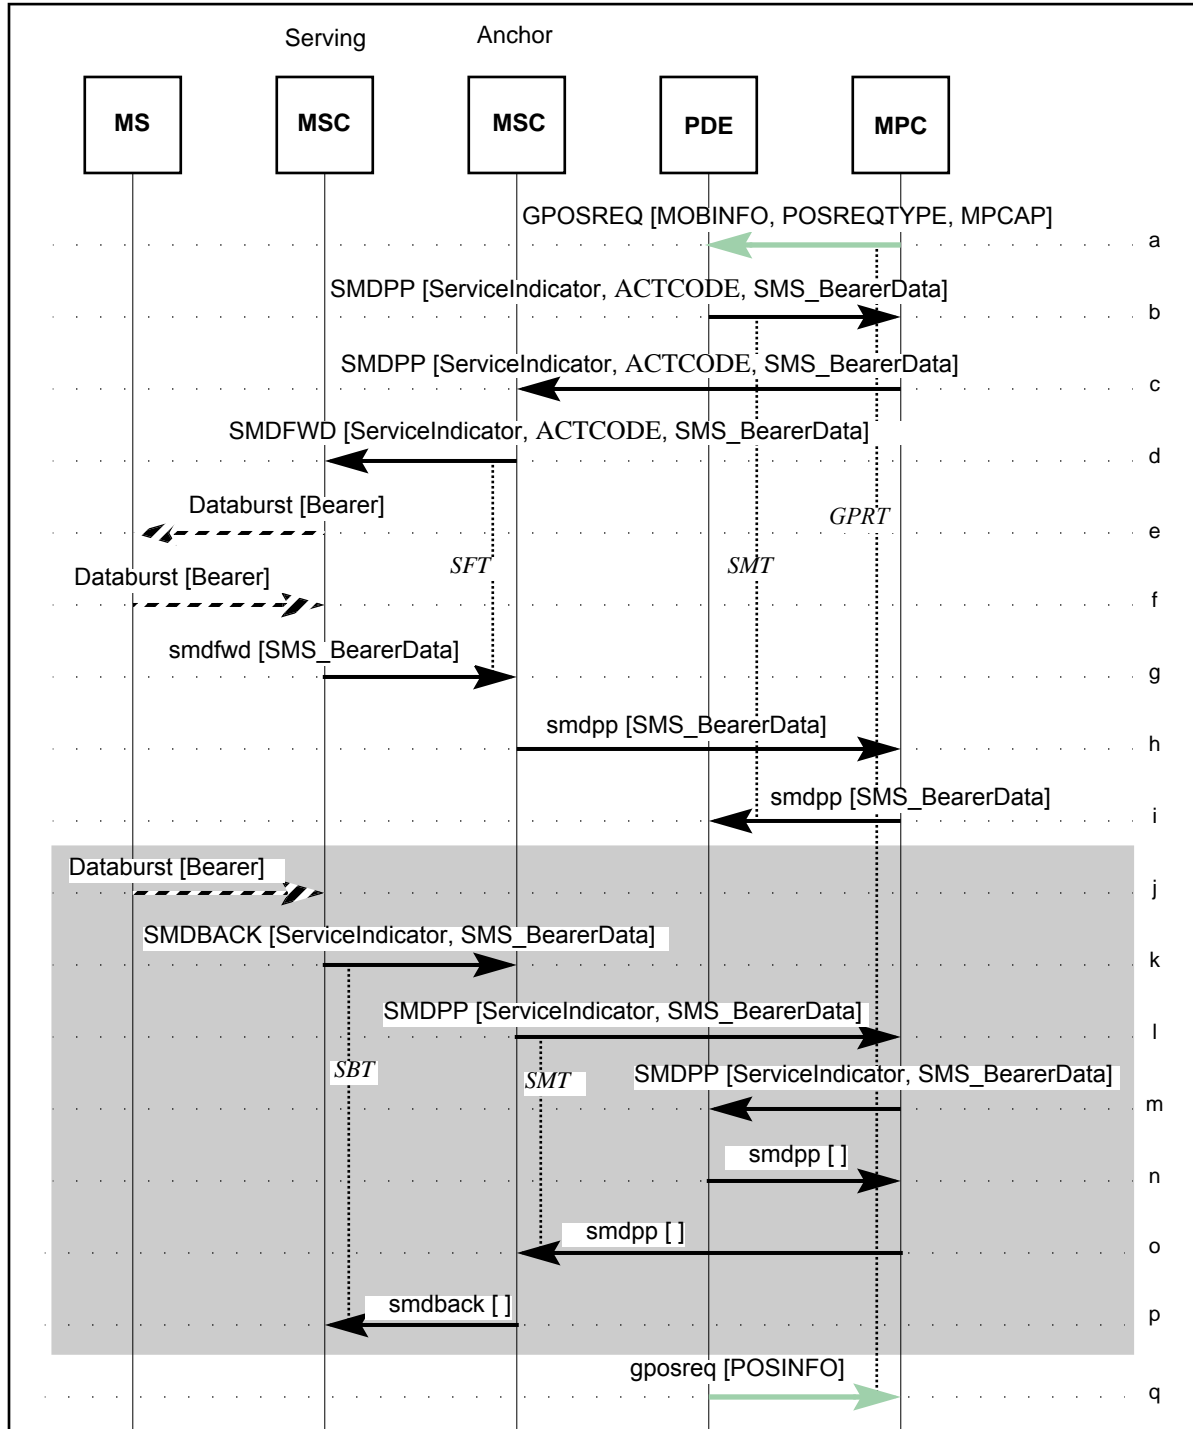 Serving
Anchor
MS
MSC
MSC
PDE
MPC
GPOSREQ [MOBINFO, POSREQTYPE, MPCAP]
a
SMDPP [ServiceIndicator, ACTCODE, SMS_BearerData]
b
SMDPP [ServiceIndicator, ACTCODE, SMS_BearerData]
c
SMDFWD [ServiceIndicator, ACTCODE, SMS_BearerData]
d
Databurst [Bearer]
GPRT
e
SFT
SMT
Databurst [Bearer]
f
smdfwd [SMS_BearerData]
g
smdpp [SMS_BearerData]
h
smdpp [SMS_BearerData]
i
Databurst [Bearer]
j
SMDBACK [ServiceIndicator, SMS_BearerData]
k
SMDPP [ServiceIndicator, SMS_BearerData]
l
SBT
SMT
SMDPP [ServiceIndicator, SMS_BearerData]
m
smdpp [ ]
n
smdpp [ ]
o
smdback [ ]
p
gposreq [POSINFO]
q